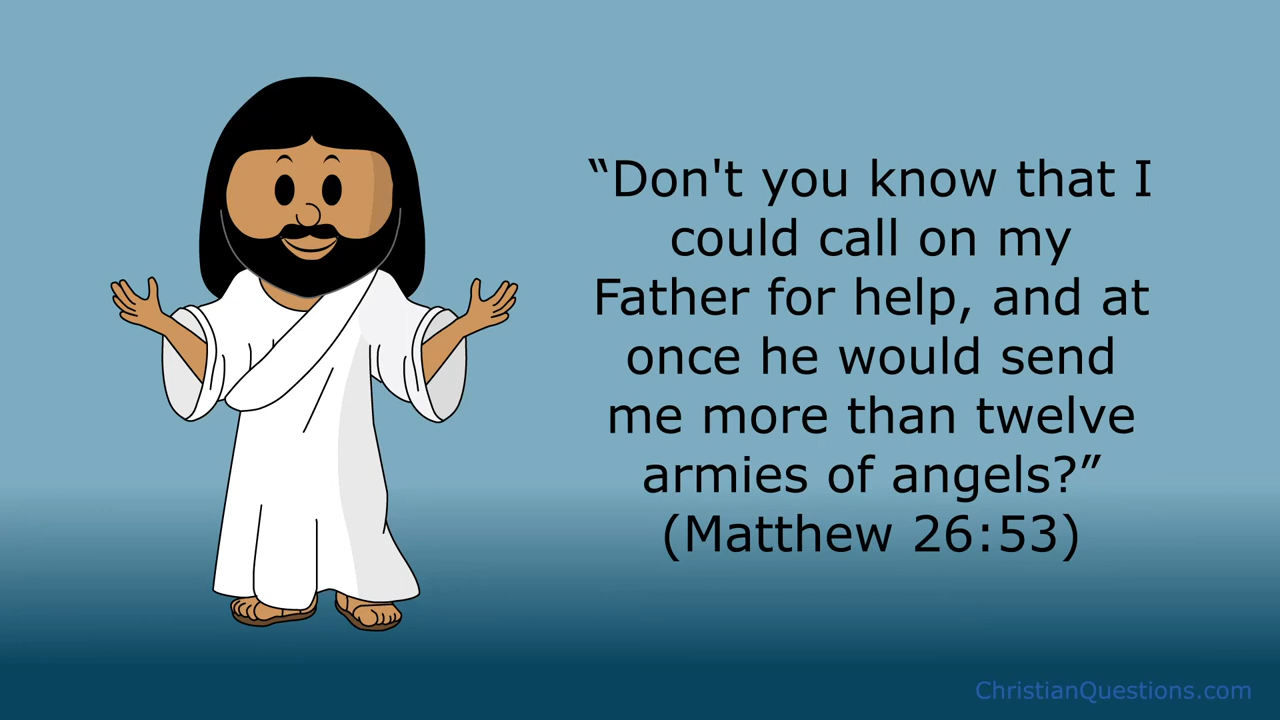 “Don't you know that I
could call on my
Father for help, and at
once he would send
me more than twelve
armies of angels?”
(Matthew 26:53)
ChristianQuestions.com